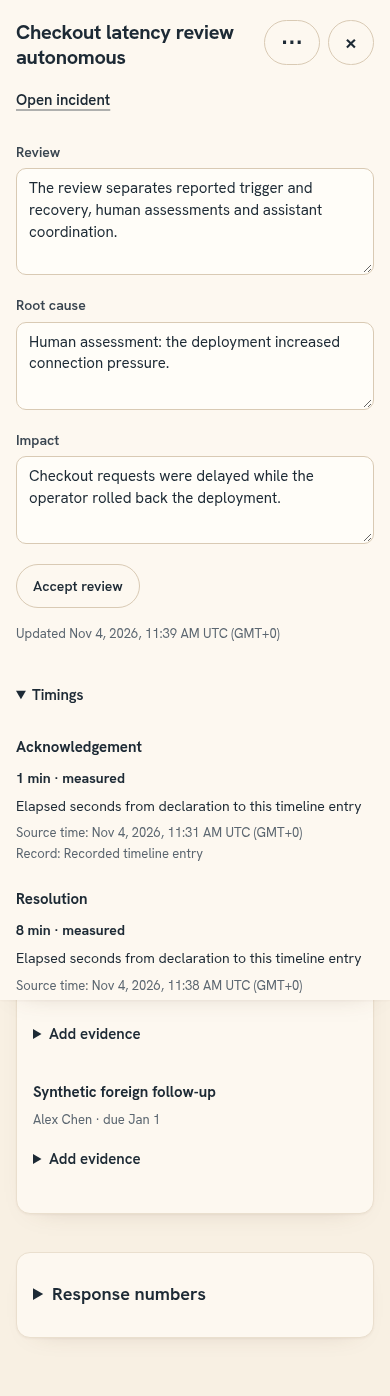 Checkout latency review
autonomous
...
×
Open incident
Review
The review separates reported trigger and
recovery, human assessments and assistant
coordination.
Root cause
Human assessment: the deployment increased
connection pressure.
Impact
Checkout requests were delayed while the
operator rolled back the deployment.
Accept review
Updated Nov 4, 2026, 11:39 AM UTC (GMT+0)
▼ Timings
Acknowledgement
1 min · measured
Elapsed seconds from declaration to this timeline entry
Source time: Nov 4, 2026, 11:31 AM UTC (GMT+0)
Record: Recorded timeline entry
Resolution
8 min · measured
Elapsed seconds from declaration to this timeline entry
Source time: Nov 4, 2026, 11:38 AM UTC (GMT+0)
▶ Add evidence
Synthetic foreign follow-up
Alex Chen · due Jan 1
▶ Add evidence
▶ Response numbers